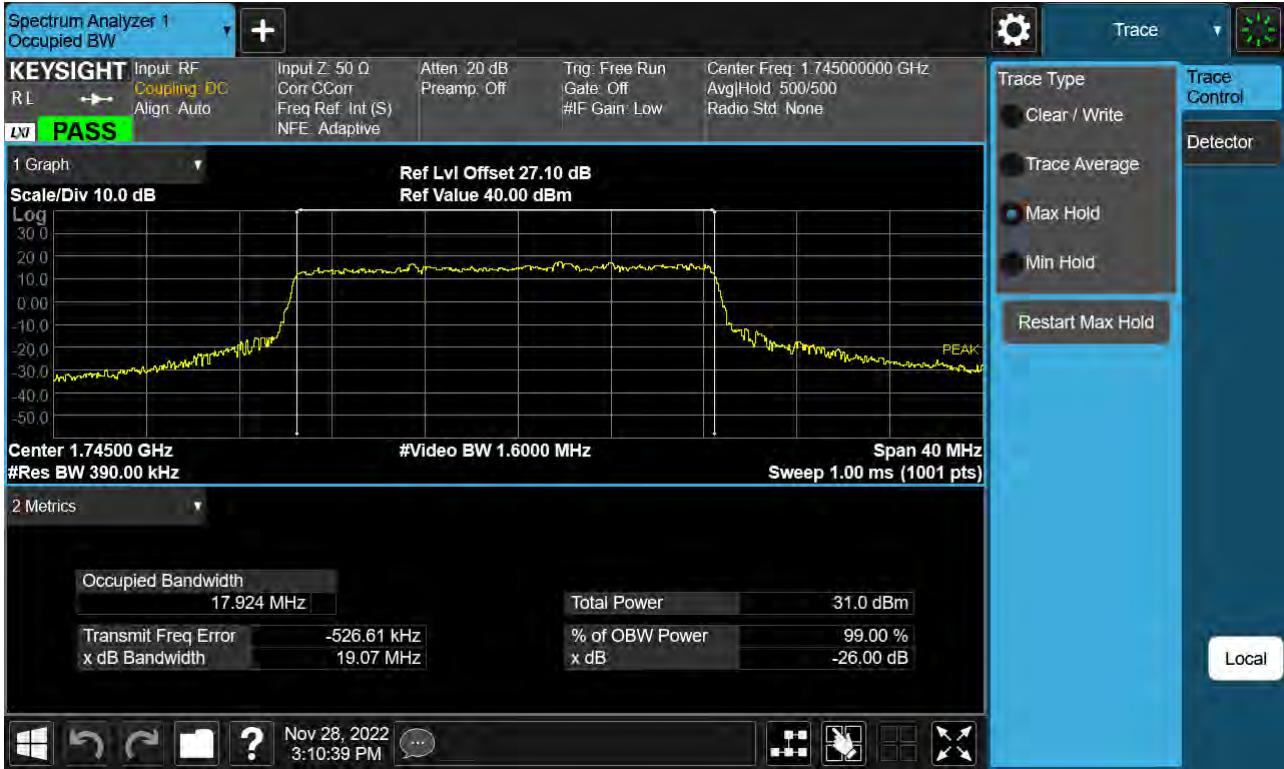 Spectrum Analyzer 1
Occupied BW
+
Trace
KEYSIGHT
R L
LXI PASS
Input: RF
Coupling: DC
Align: Auto
Input Z: 50 Ω
Corr CCorr
Freq Ref: Int (S)
NFE: Adaptive
Atten: 20 dB
Preamp: Off
Trig: Free Run
Gate: Off
#IF Gain: Low
Center Freq: 1.745000000 GHz
Avg|Hold: 500/500
Radio Std: None
1 Graph
Scale/Div 10.0 dB
Ref Lvl Offset 27.10 dB
Ref Value 40.00 dBm
Log
30.0
20.0
10.0
0.00
-10.0
-20.0
-30.0
-40.0
-50.0
PEAK
Center 1.74500 GHz
#Video BW 1.6000 MHz
Span 40 MHz
#Res BW 390.00 kHz
Sweep 1.00 ms (1001 pts)
2 Metrics
Occupied Bandwidth
17.924 MHz
Total Power 31.0 dBm
Transmit Freq Error -526.61 kHz
% of OBW Power 99.00 %
x dB Bandwidth 19.07 MHz
x dB -26.00 dB
Trace Type
Clear / Write
Trace Average
Max Hold
Min Hold
Restart Max Hold
Trace
Control
Detector
Local
?
Nov 28, 2022
3:10:39 PM